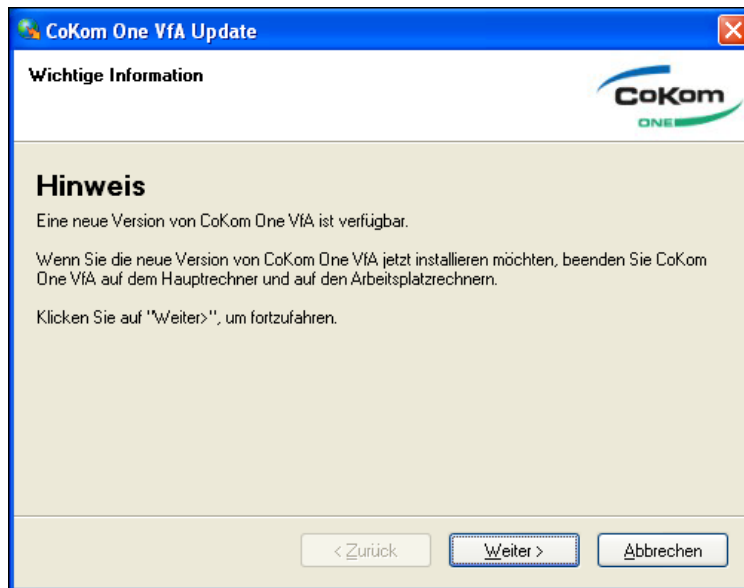 CoKom One VfA Update
Wichtige Information
CoKom
ONE
Hinweis
Eine neue Version von CoKom One VfA ist verfügbar.
Wenn Sie die neue Version von CoKom One VfA jetzt installieren möchten, beenden Sie CoKom
One VfA auf dem Hauptrechner und auf den Arbeitsplatzrechnern.
Klicken Sie auf "Weiter>", um fortzufahren.
< Zurück
Weiter >
Abbrechen